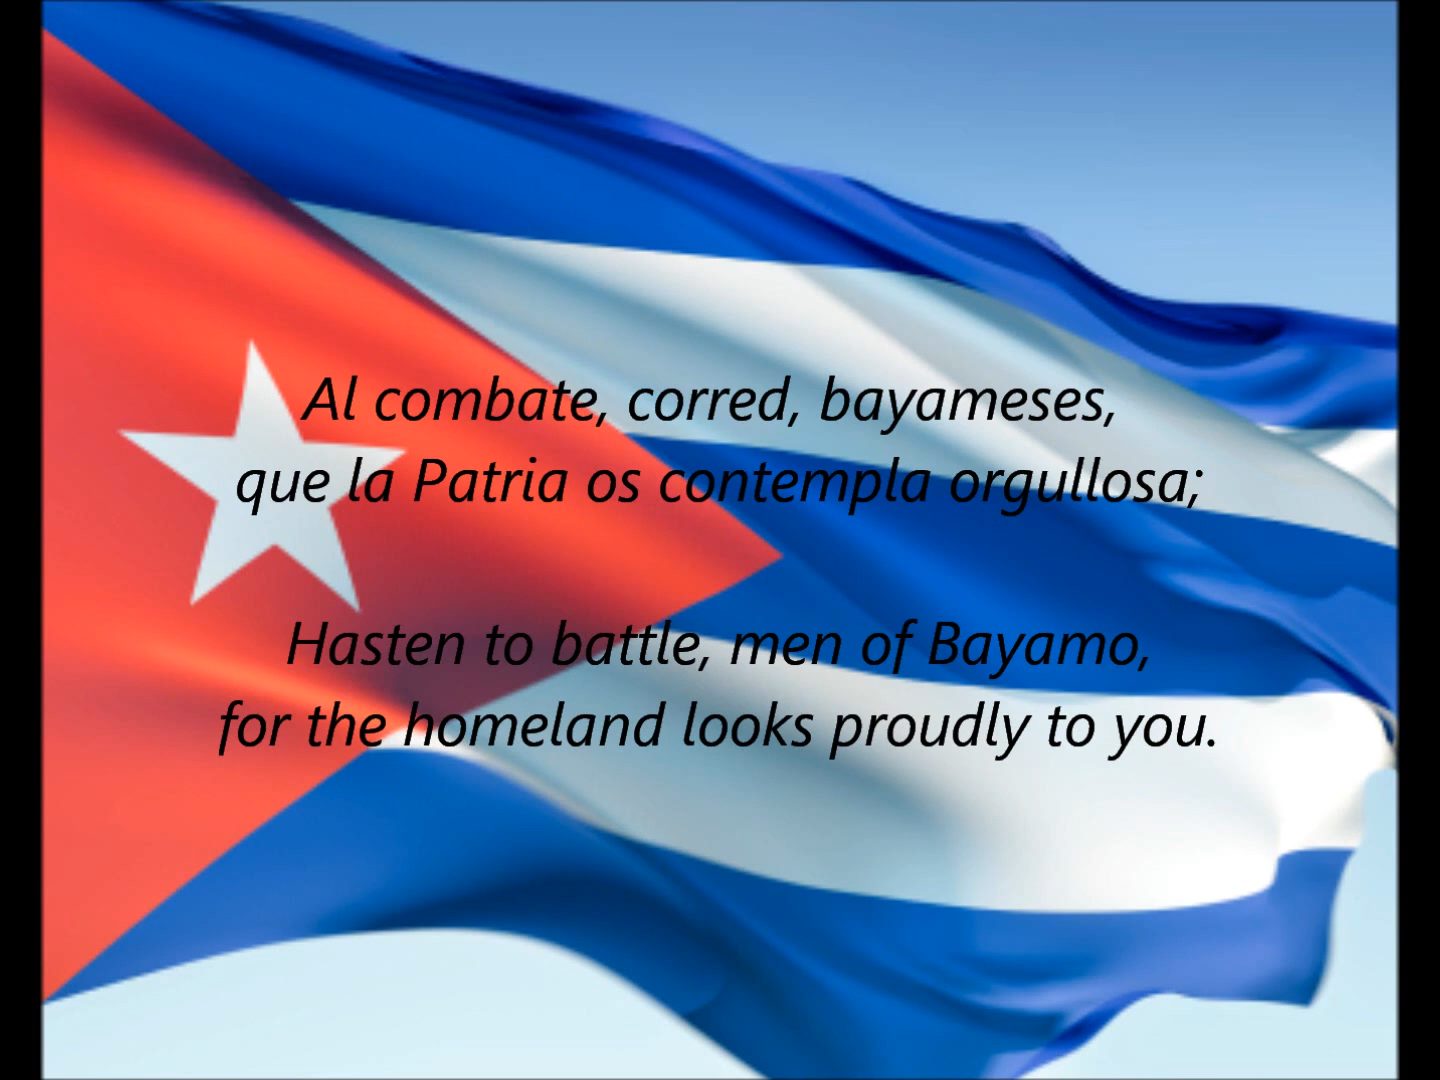 Al combate, corred, bayameses,
que la Patria os contempla orgullosa;
Hasten to battle, men of Bayamo,
for the homeland looks proudly to you.